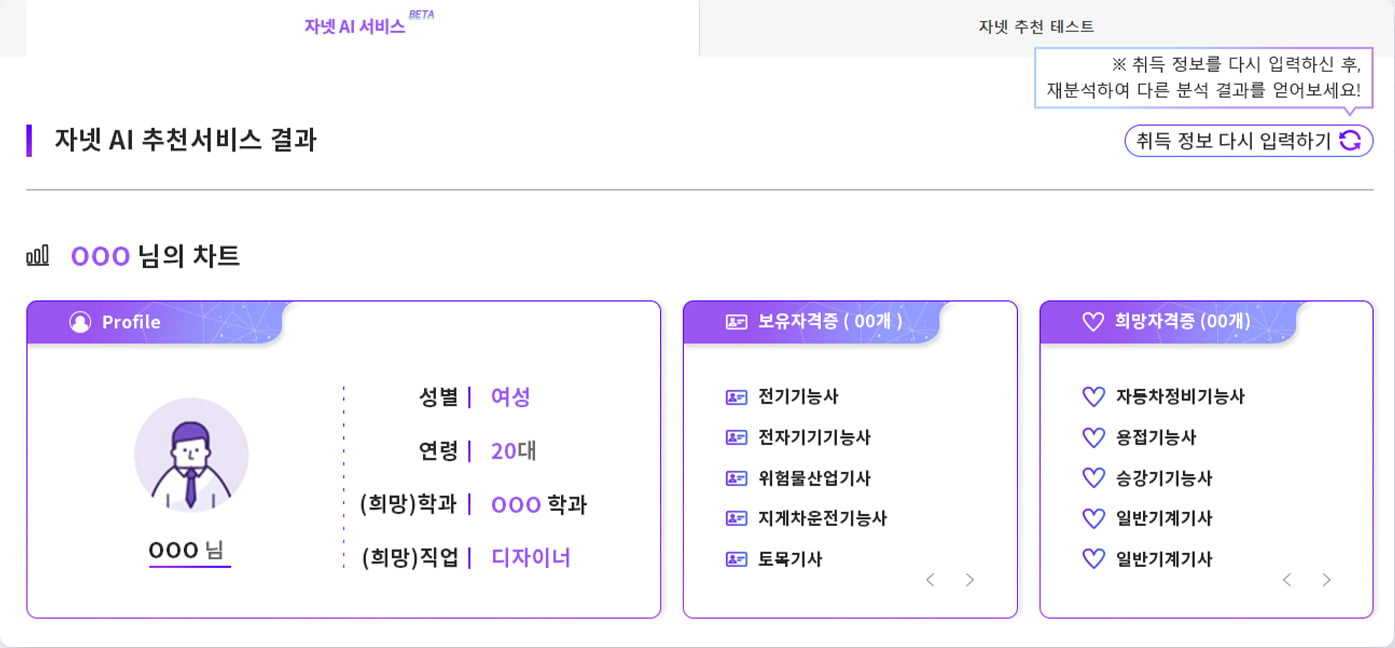 자넷 AI 서비스 BETA
자넷 추천 테스트
※ 취득 정보를 다시 입력하신 후,
재분석하여 다른 분석 결과를 얻어보세요!
자넷 AI 추천서비스 결과
취득 정보 다시 입력하기
OOO 님의 차트
Profile
OOO 님
성별 | 여성
연령 | 20대
(희망)학과 | OOO 학과
(희망)직업 | 디자이너
보유자격증 ( 00개 )
전기기능사
전자기기기능사
위험물산업기사
지게차운전기능사
토목기사
희망자격증 (00개)
자동차정비기능사
용접기능사
승강기기능사
일반기계기사
일반기계기사